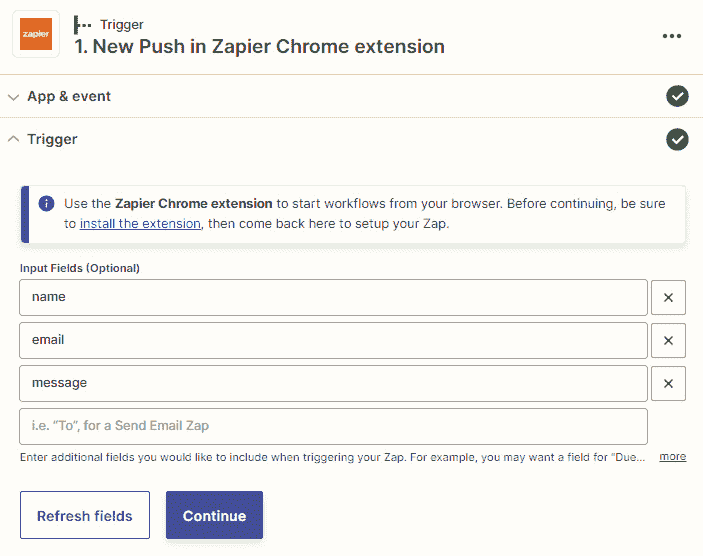 zapier
Trigger
1. New Push in Zapier Chrome extension
App & event
Trigger
Use the Zapier Chrome extension to start workflows from your browser. Before continuing, be sure
to install the extension, then come back here to setup your Zap.
Input Fields (Optional)
name
email
message
i.e. "To", for a Send Email Zap
Enter additional fields you would like to include when triggering your Zap. For example, you may want a field for "Due... more
Refresh fields Continue